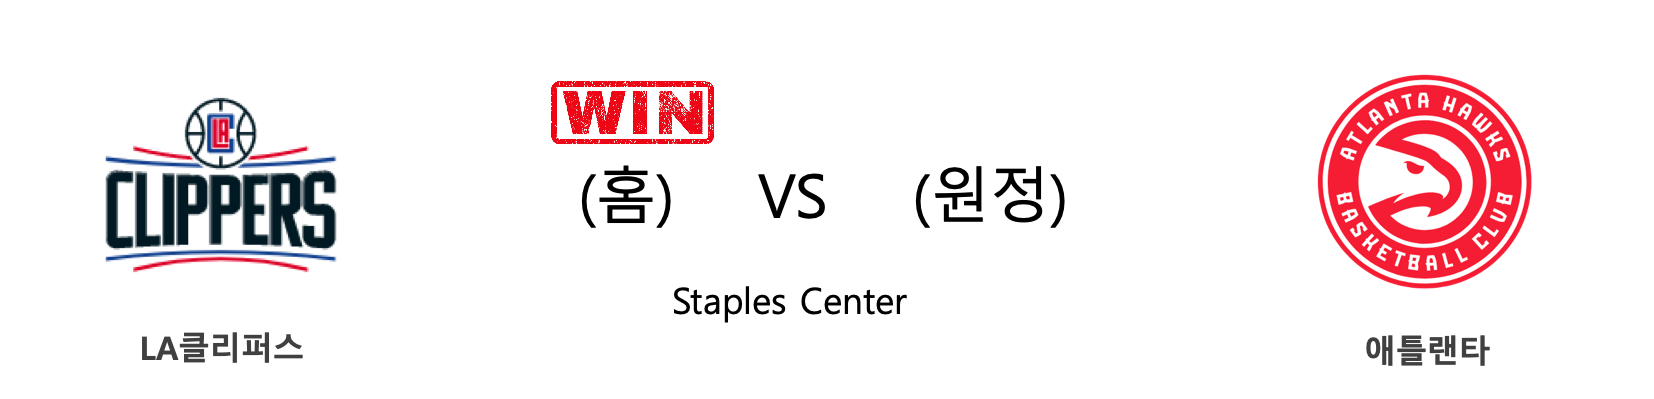 WIN
(홈) VS (원정)
Staples Center
LA
CLIPPERS
LA클리퍼스
ATLANTA HAWKS
BASKETBALL CLUB
애틀랜타